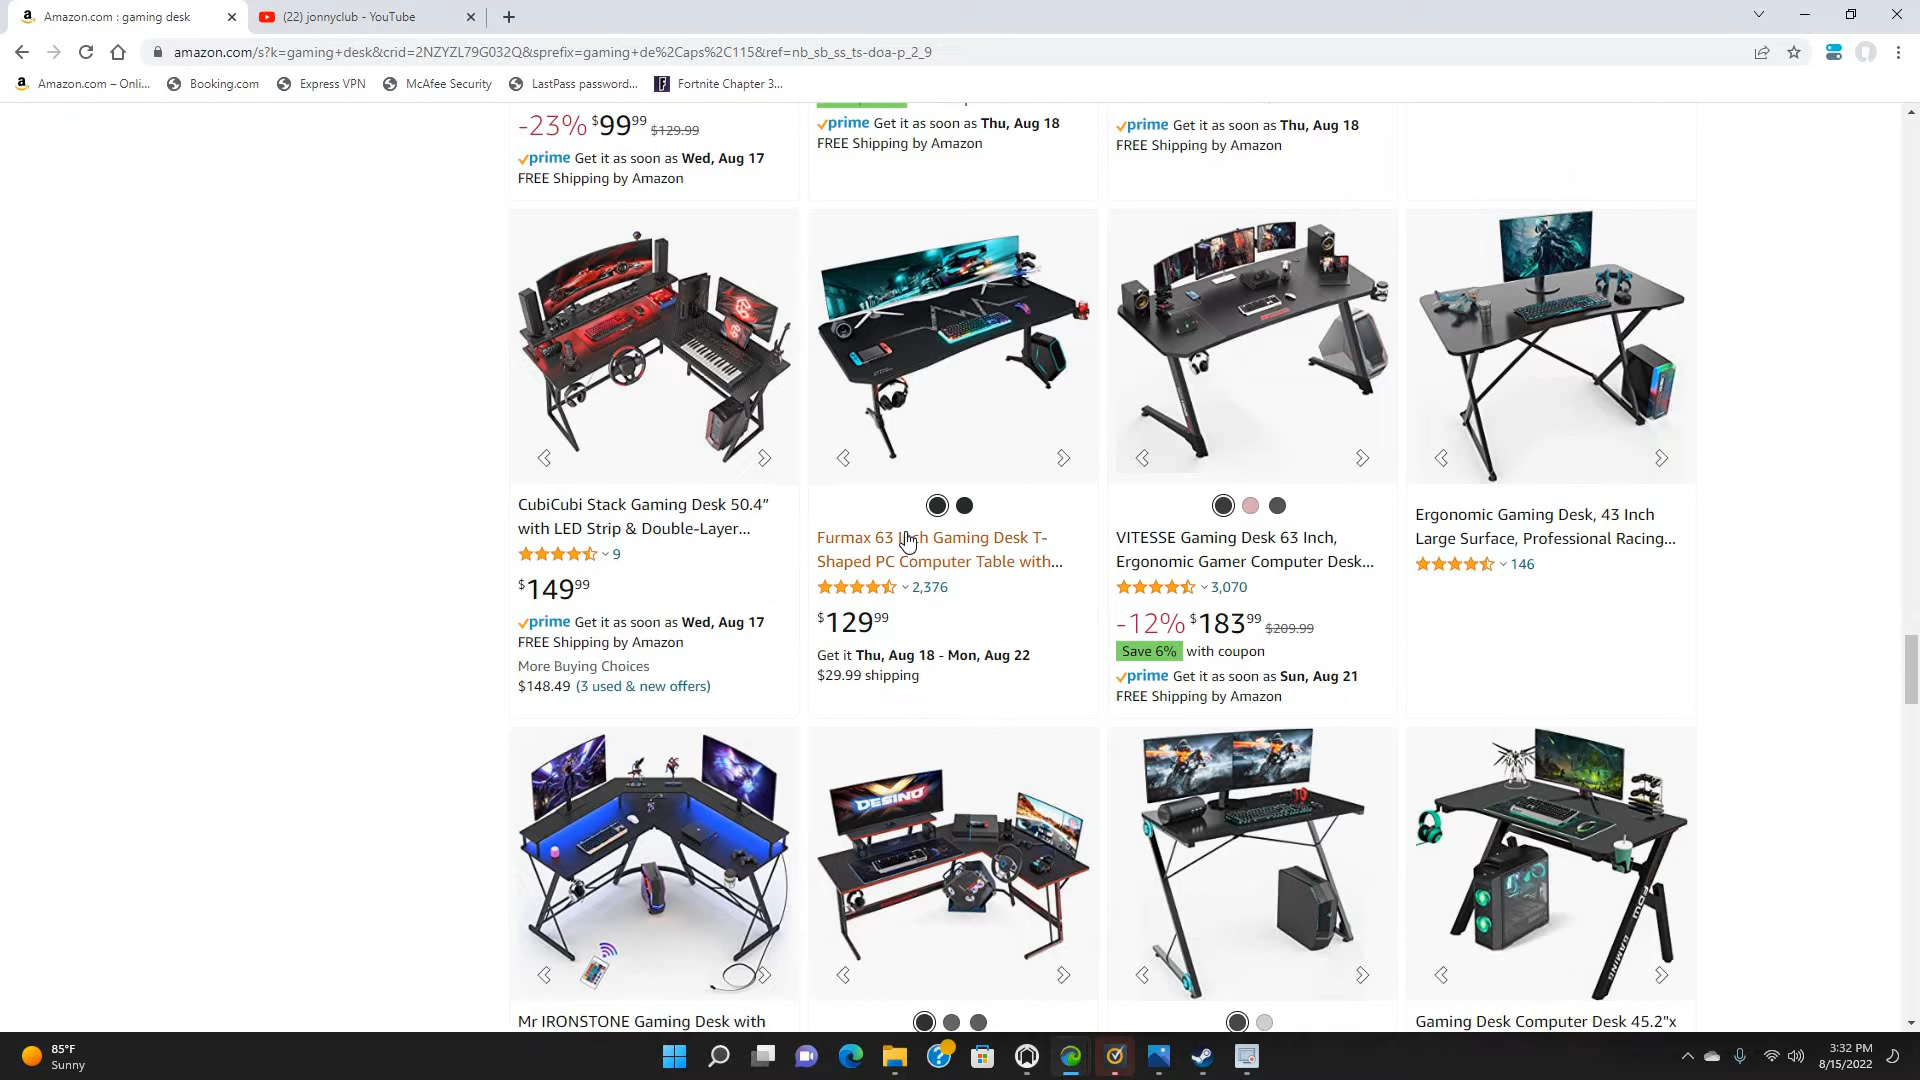 Amazon.com : gaming desk
(22) jonnyclub - YouTube
amazon.com/s?k=gaming+desk&crid=2NZYZL79G032Q&sprefix=gaming+de%2Caps%2C115&ref=nb_sb_ss_ts-doa-p_2_9
Amazon.com – Onli...
Booking.com
Express VPN
McAfee Security
LastPass password...
Fortnite Chapter 3...
-23% $99.99 $129.99
prime Get it as soon as Wed, Aug 17
FREE Shipping by Amazon
prime Get it as soon as Thu, Aug 18
FREE Shipping by Amazon
prime Get it as soon as Thu, Aug 18
FREE Shipping by Amazon
CubiCubi Stack Gaming Desk 50.4”
with LED Strip & Double-Layer...
9
$149.99
prime Get it as soon as Wed, Aug 17
FREE Shipping by Amazon
More Buying Choices
$148.49 (3 used & new offers)
Furmax 63 Inch Gaming Desk T-
Shaped PC Computer Table with...
2,376
$129.99
Get it Thu, Aug 18 - Mon, Aug 22
$29.99 shipping
VITESSE Gaming Desk 63 Inch,
Ergonomic Gamer Computer Desk...
3,070
-12% $183.99 $209.99
Save 6% with coupon
prime Get it as soon as Sun, Aug 21
FREE Shipping by Amazon
Ergonomic Gaming Desk, 43 Inch
Large Surface, Professional Racing...
146
DESINO
GAMING
Mr IRONSTONE Gaming Desk with
Gaming Desk Computer Desk 45.2"x
85°F
Sunny
3:32 PM
8/15/2022